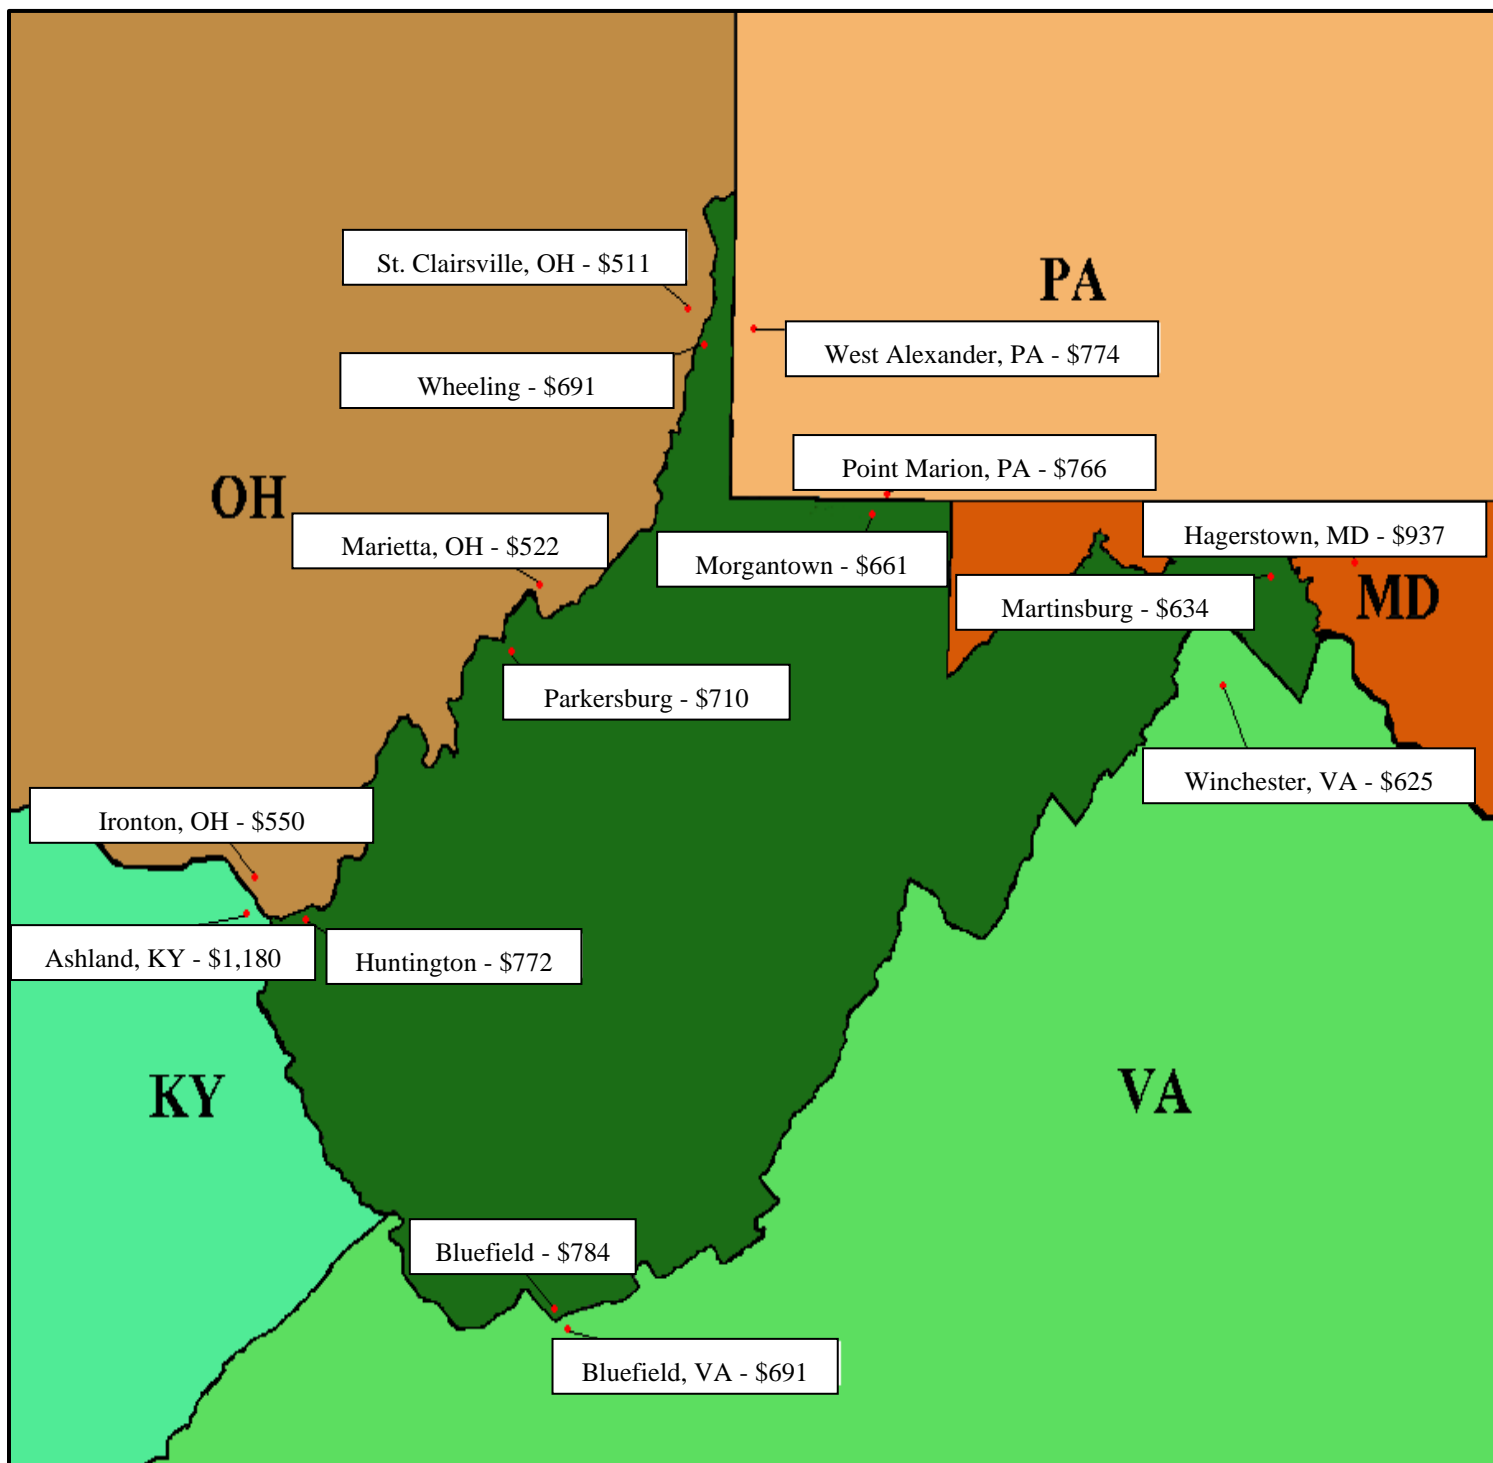 St. Clairsville, OH - $511
PA
West Alexander, PA - $774
Wheeling - $691
Point Marion, PA - $766
OH
Marietta, OH - $522
Hagerstown, MD - $937
Morgantown - $661
Martinsburg - $634
MD
Parkersburg - $710
Winchester, VA - $625
Ironton, OH - $550
Ashland, KY - $1,180
Huntington - $772
KY
VA
Bluefield - $784
Bluefield, VA - $691